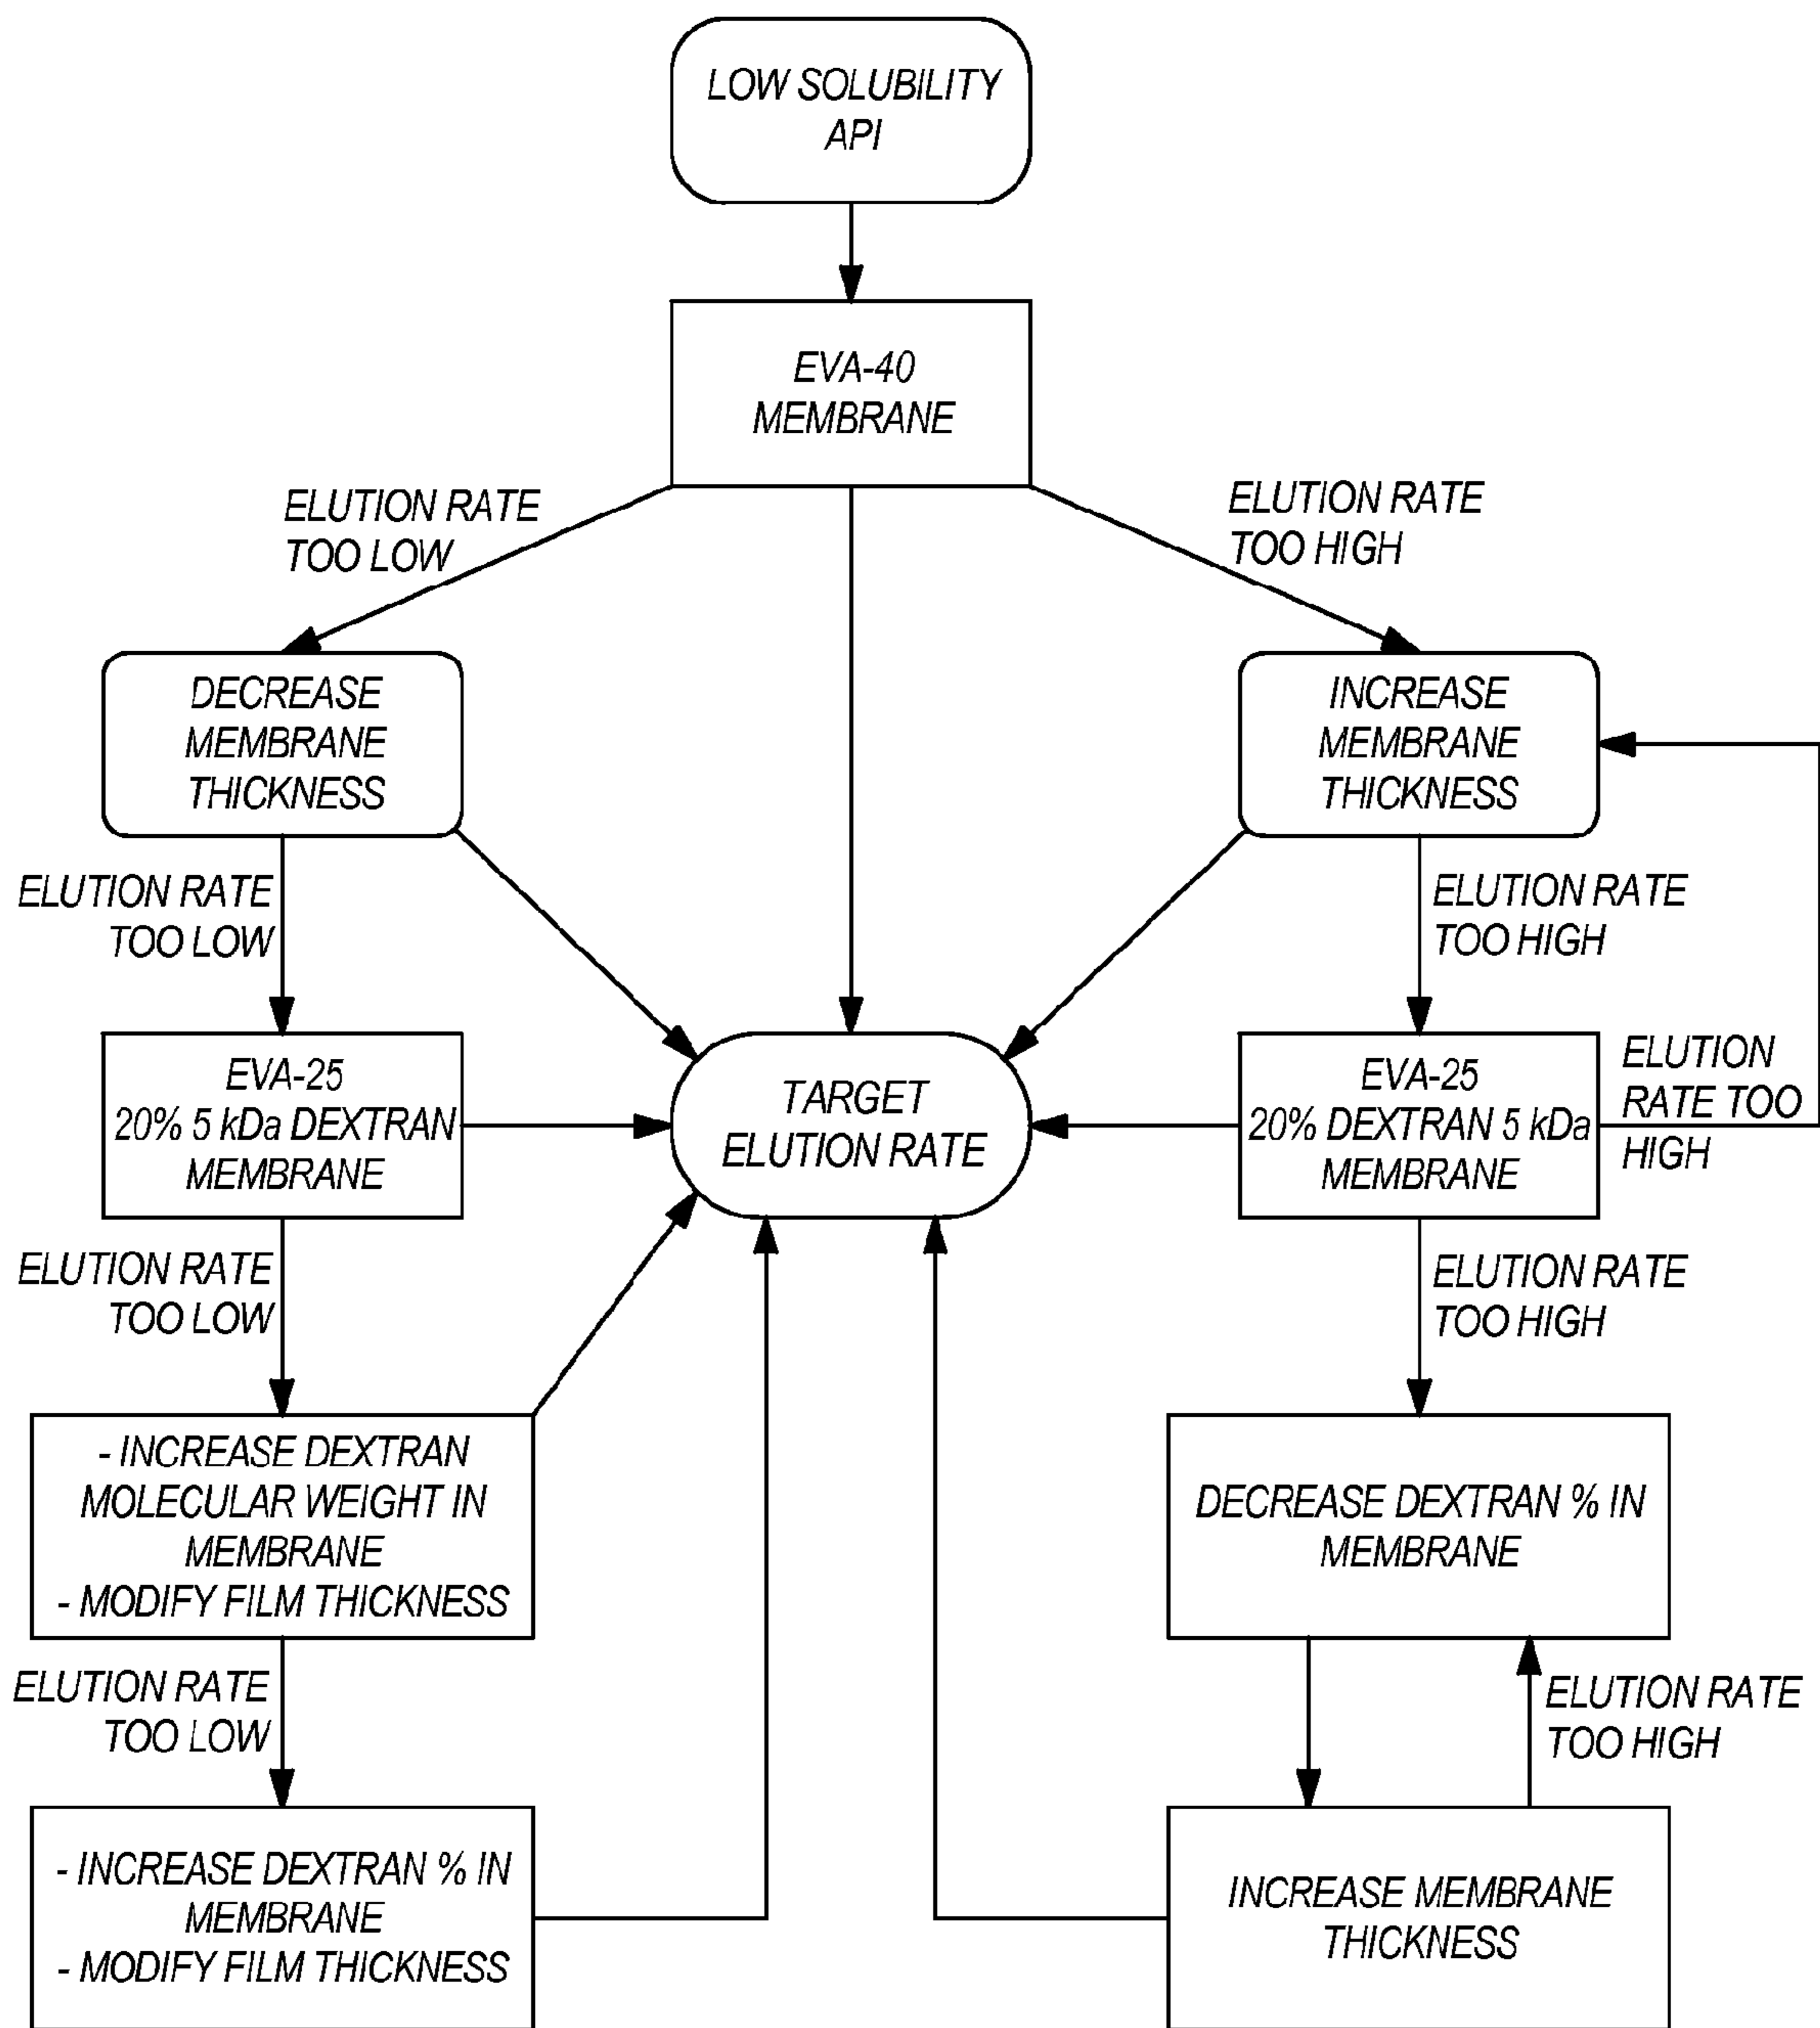 LOW SOLUBILITY
API
EVA-40
MEMBRANE
ELUTION RATE
TOO LOW
ELUTION RATE
TOO HIGH
DECREASE
MEMBRANE
THICKNESS
INCREASE
MEMBRANE
THICKNESS
ELUTION RATE
TOO LOW
ELUTION RATE
TOO HIGH
EVA-25
20% 5 kDa DEXTRAN
MEMBRANE
TARGET
ELUTION RATE
EVA-25
20% DEXTRAN 5 kDa
MEMBRANE
ELUTION
RATE TOO
HIGH
ELUTION RATE
TOO LOW
ELUTION RATE
TOO HIGH
- INCREASE DEXTRAN
MOLECULAR WEIGHT IN
MEMBRANE
- MODIFY FILM THICKNESS
DECREASE DEXTRAN % IN
MEMBRANE
ELUTION RATE
TOO LOW
ELUTION RATE
TOO HIGH
- INCREASE DEXTRAN % IN
MEMBRANE
- MODIFY FILM THICKNESS
INCREASE MEMBRANE
THICKNESS